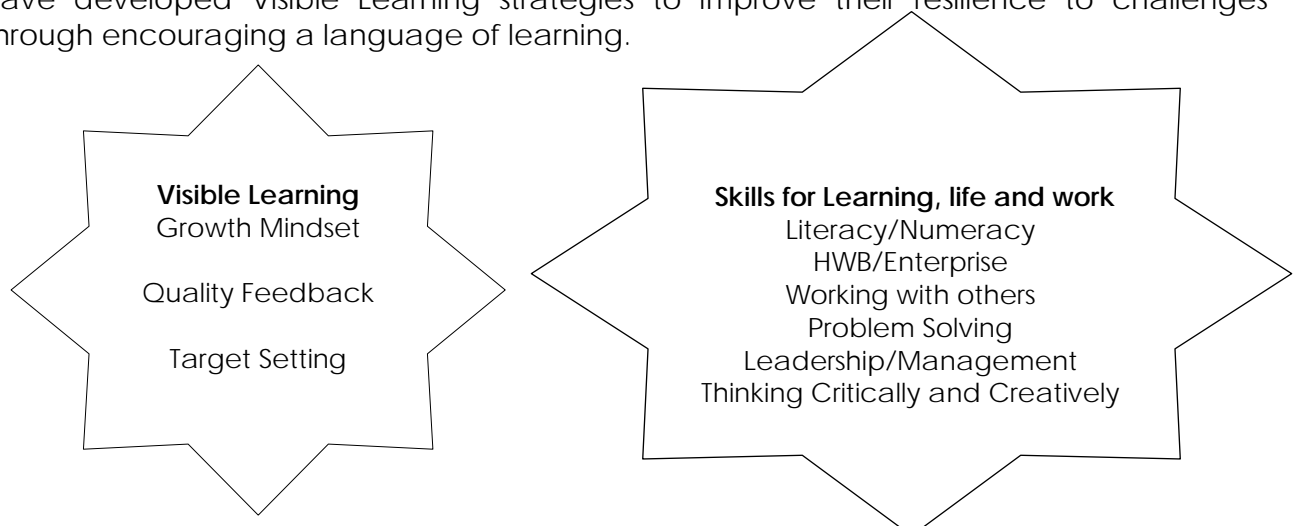 have developed Visible Learning strategies to improve their resilience to challenges
through encouraging a language of learning.
Visible Learning
Growth Mindset
Quality Feedback
Target Setting
Skills for Learning, life and work
Literacy/Numeracy
HWB/Enterprise
Working with others
Problem Solving
Leadership/Management
Thinking Critically and Creatively